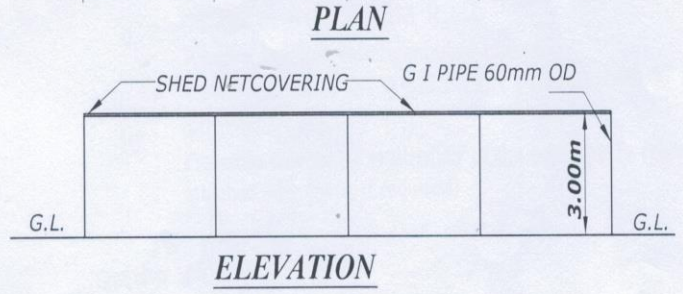 PLAN
SHED NETCOVERING
G I PIPE 60mm OD
3.00m
G.L.
G.L.
ELEVATION